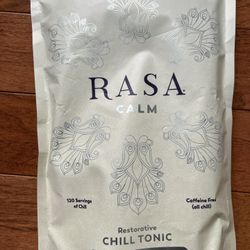 RASA
CALM
120 Servings
of Chill
Caffeine Free
(all chill)
Restorative
CHILL TONIC